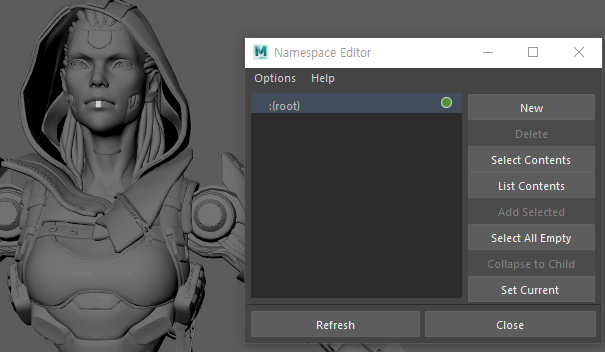 Namespace Editor
Options Help
:(root)
New
Delete
Select Contents
List Contents
Add Selected
Select All Empty
Collapse to Child
Set Current
Refresh Close